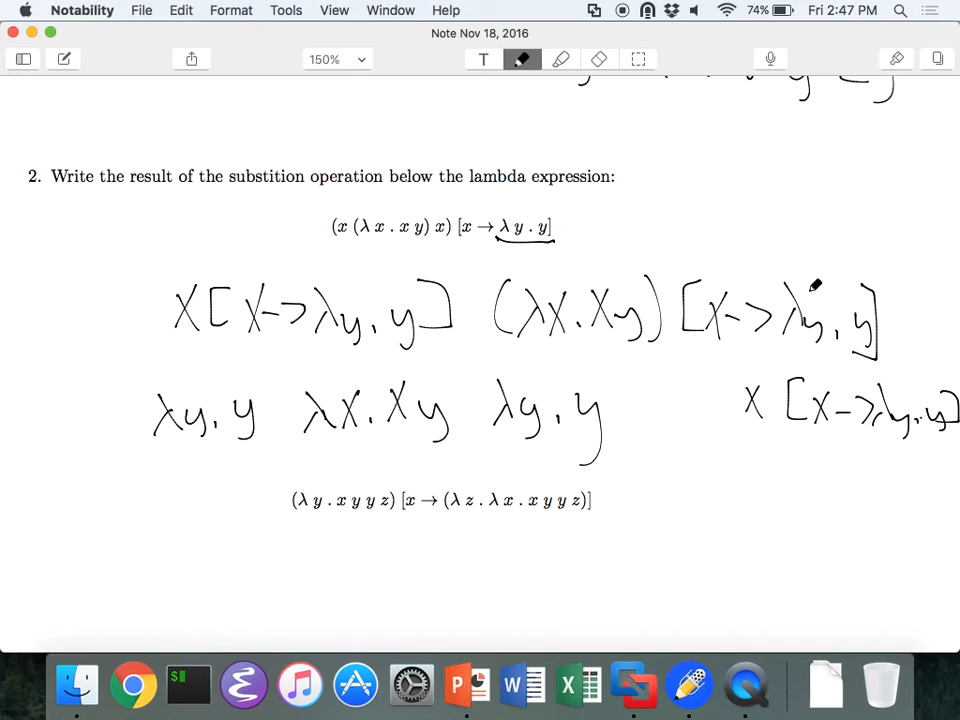 Notability File Edit Format Tools View Window Help 74% Fri 2:47 PM
Note Nov 18, 2016
150% T
2. Write the result of the substition operation below the lambda expression:
(x (λ x . x y) x) [x → λ y . y]
X[X->λy.y] (λX.Xy)[X->λy.y]
λy.y λX.Xy λy.y X[X->λy.y]
(λ y . x y y z) [x → (λ z . λ x . x y y z)]
$
P W X